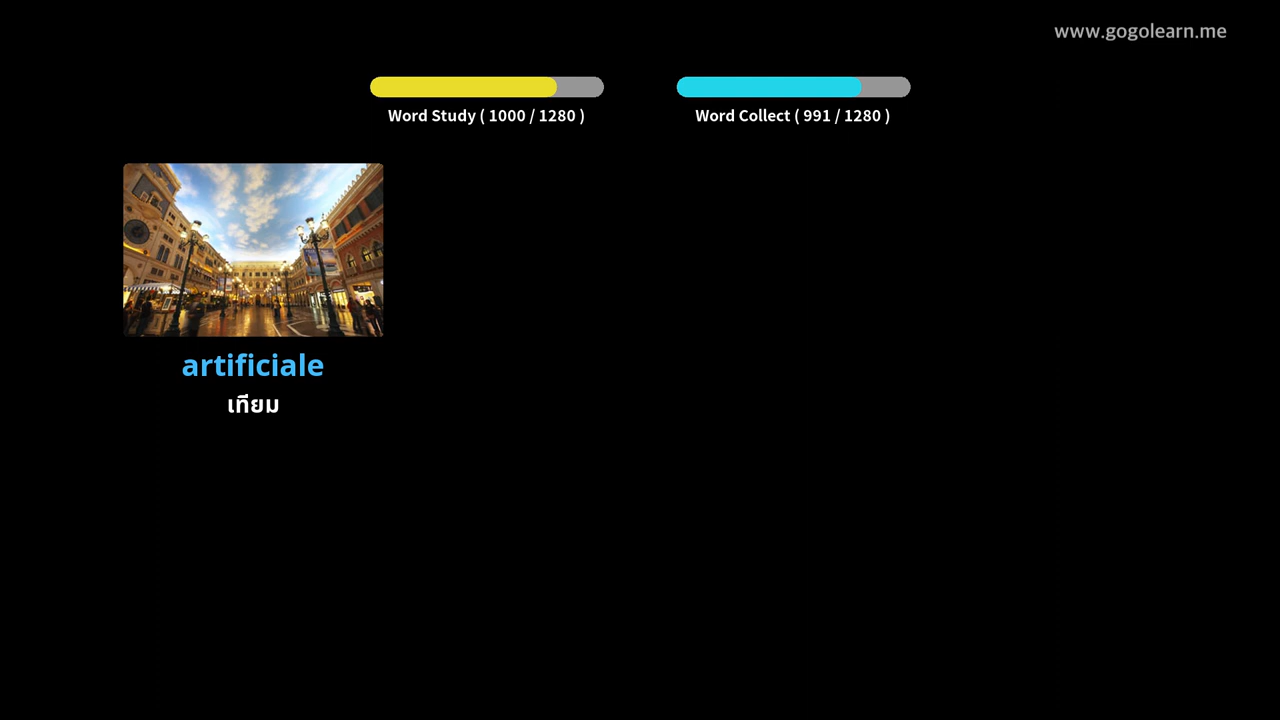 www.gogolearn.me
Word Study ( 1000 / 1280 )
Word Collect ( 991 / 1280 )
artificiale
เทียม